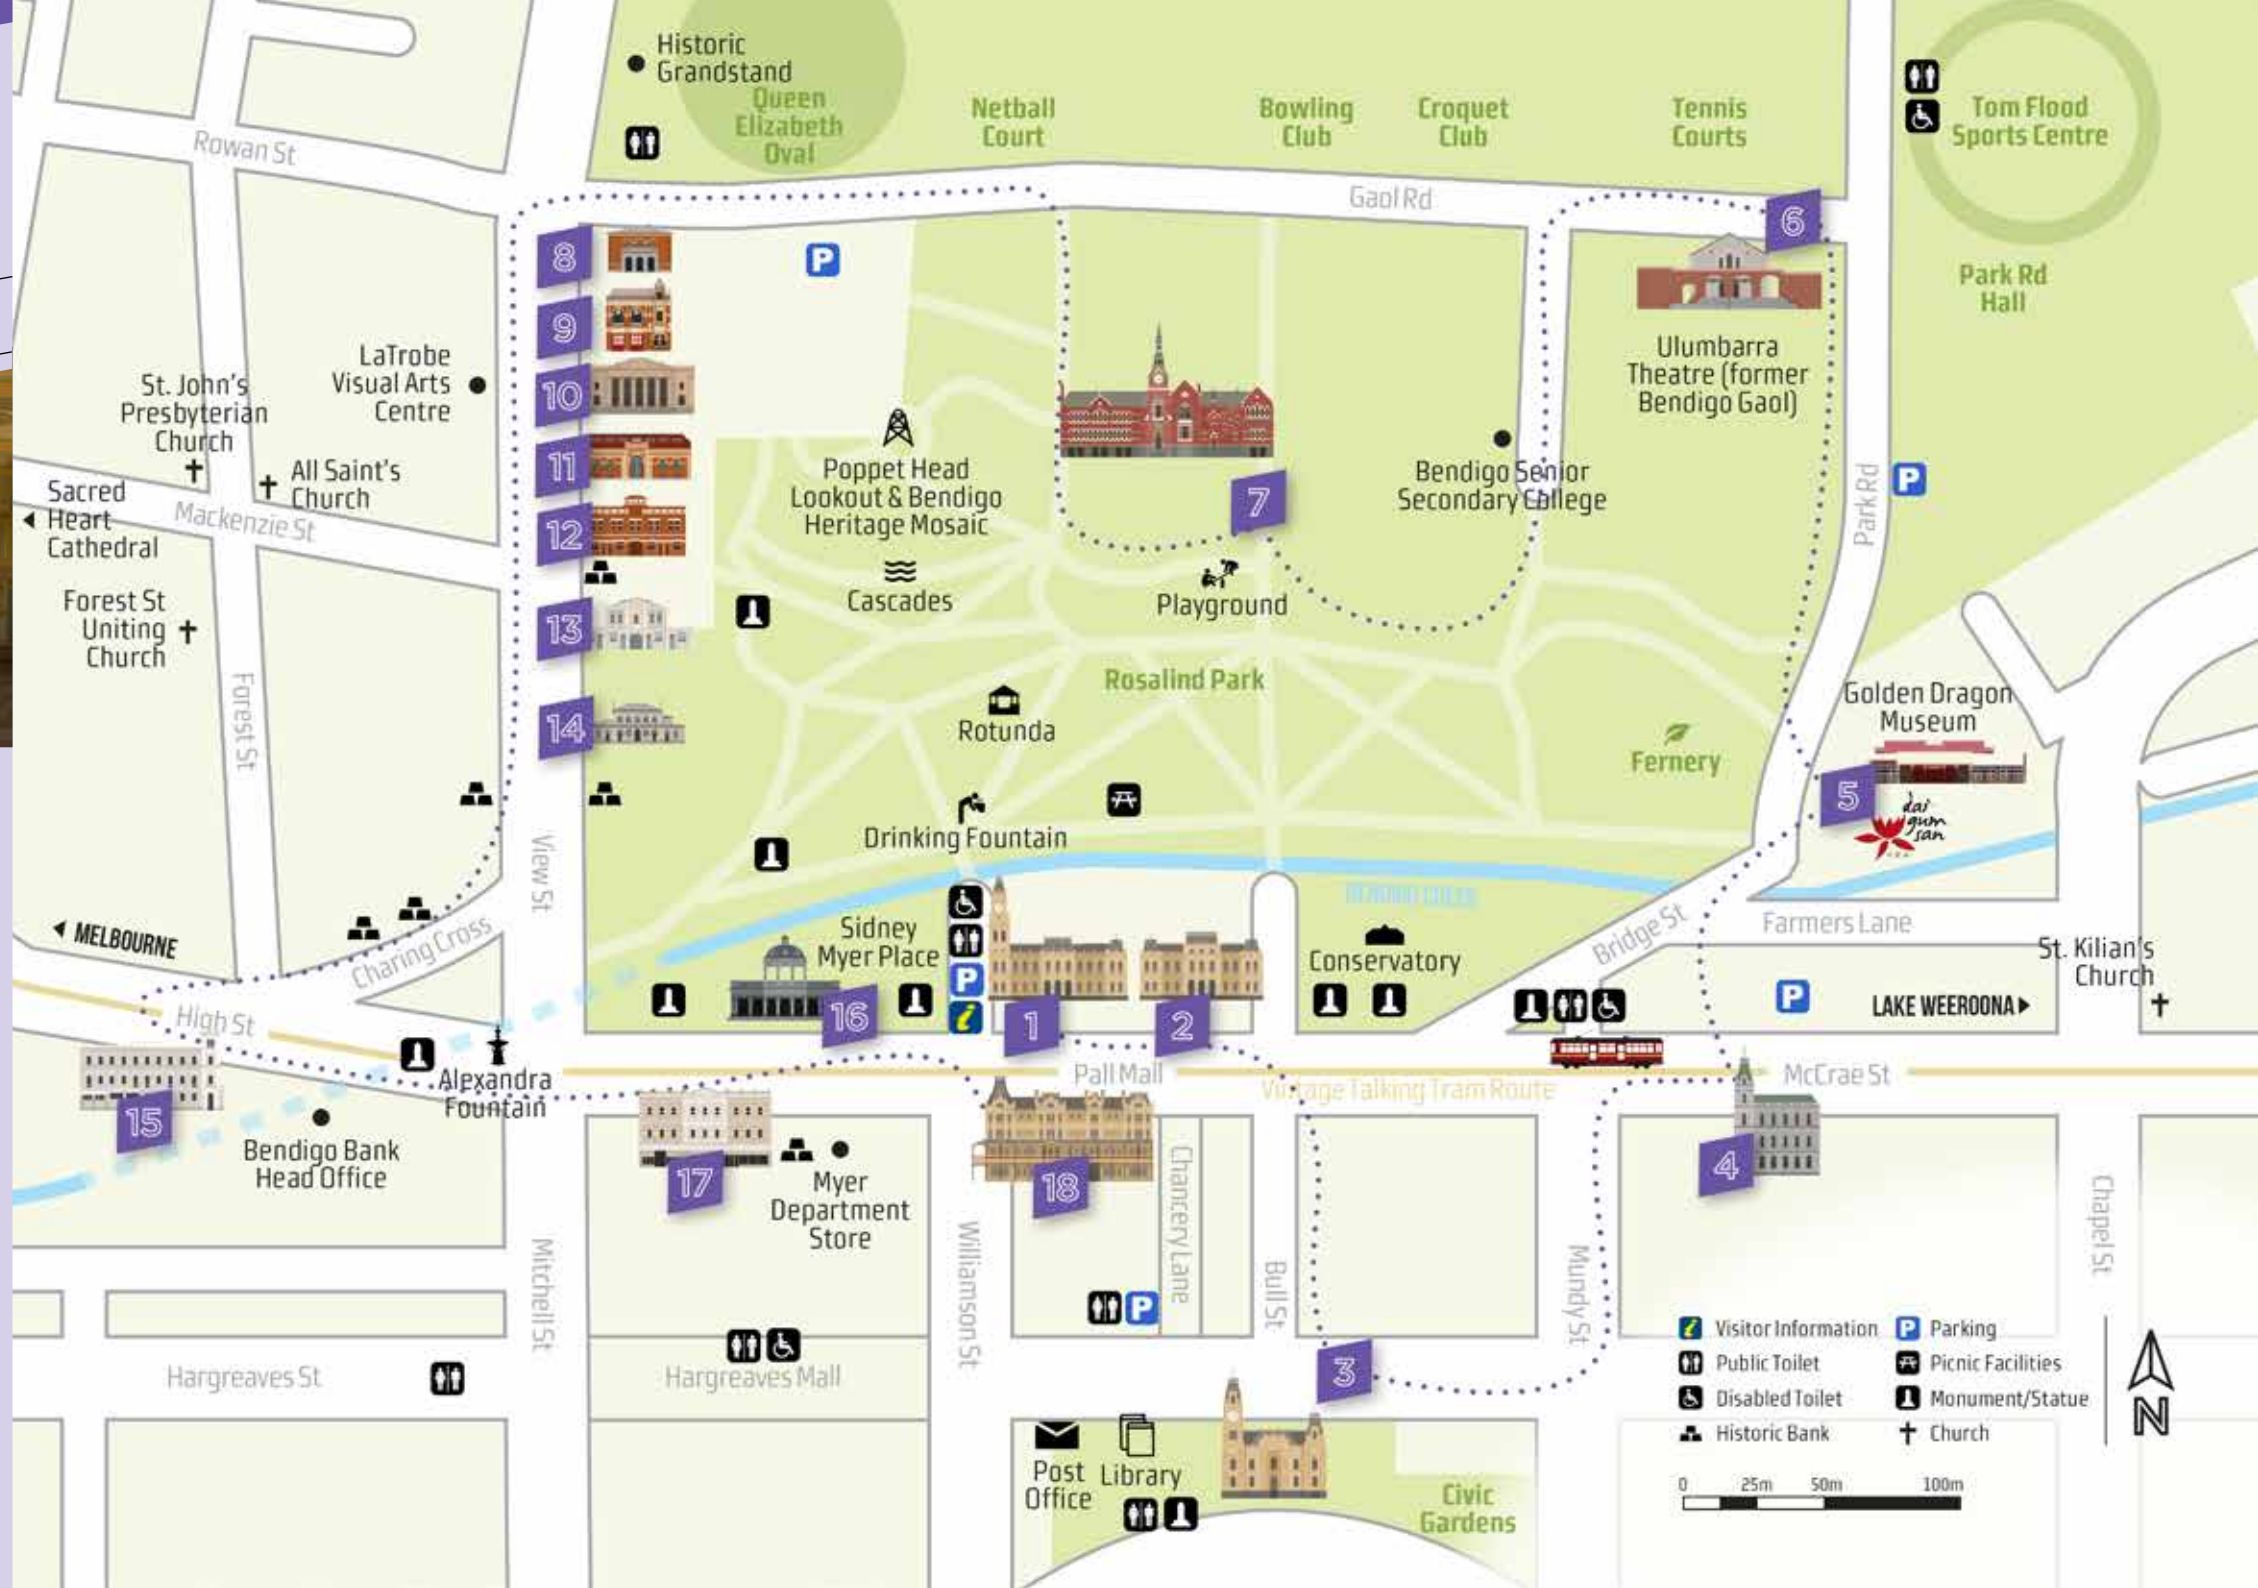 Historic
Grandstand
Queen
Elizabeth
Oval
Netball
Court
Bowling
Club
Croquet
Club
Tennis
Courts
Tom Flood
Sports Centre
Rowan St
Gaol Rd
6
8
9
10
11
12
13
14
P
Park Rd
Hall
Ulumbarra
Theatre (former
Bendigo Gaol)
LaTrobe
Visual Arts
Centre
St. John's
Presbyterian
Church
All Saint's
Church
Sacred
Heart
Cathedral
Mackenzie St
Forest St
Uniting
Church
Forest St
Poppet Head
Lookout & Bendigo
Heritage Mosaic
Cascades
7
Playground
Bendigo Senior
Secondary College
Park Rd
P
Rosalind Park
Rotunda
Drinking Fountain
Fernery
Golden Dragon
Museum
5
dai
gum
san
View St
MELBOURNE
Charing Cross
High St
Sidney
Myer Place
P
i
16
1
2
BENDIGO CREEK
Conservatory
Bridge St
Farmers Lane
St. Kilian's
Church
P
LAKE WEEROONA
Alexandra
Fountain
15
Bendigo Bank
Head Office
Pall Mall
Vintage Talking Tram Route
McCrae St
4
17
Myer
Department
Store
18
Mitchell St
Williamson St
Chancery Lane
Bull St
Mundy St
Chapel St
P
Hargreaves St
Hargreaves Mall
3
Post
Office
Library
Civic
Gardens
i Visitor Information
P Parking
Public Toilet
Picnic Facilities
Disabled Toilet
Monument/Statue
Historic Bank
Church
N
0 25m 50m 100m